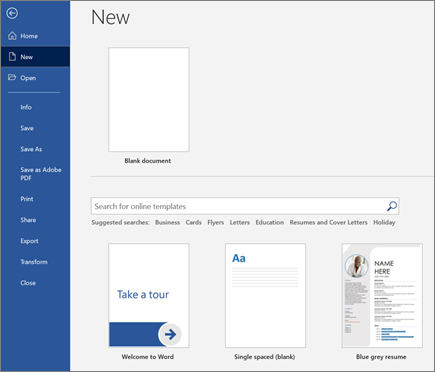 New
Home
New
Open
Info
Save
Save As
Save as Adobe
PDF
Print
Share
Export
Transform
Close
Blank document
Search for online templates
Suggested searches: Business Cards Flyers Letters Education Resumes and Cover Letters Holiday
Take a tour
Welcome to Word
Aa
Single spaced (blank)
NAME
HERE
Blue grey resume